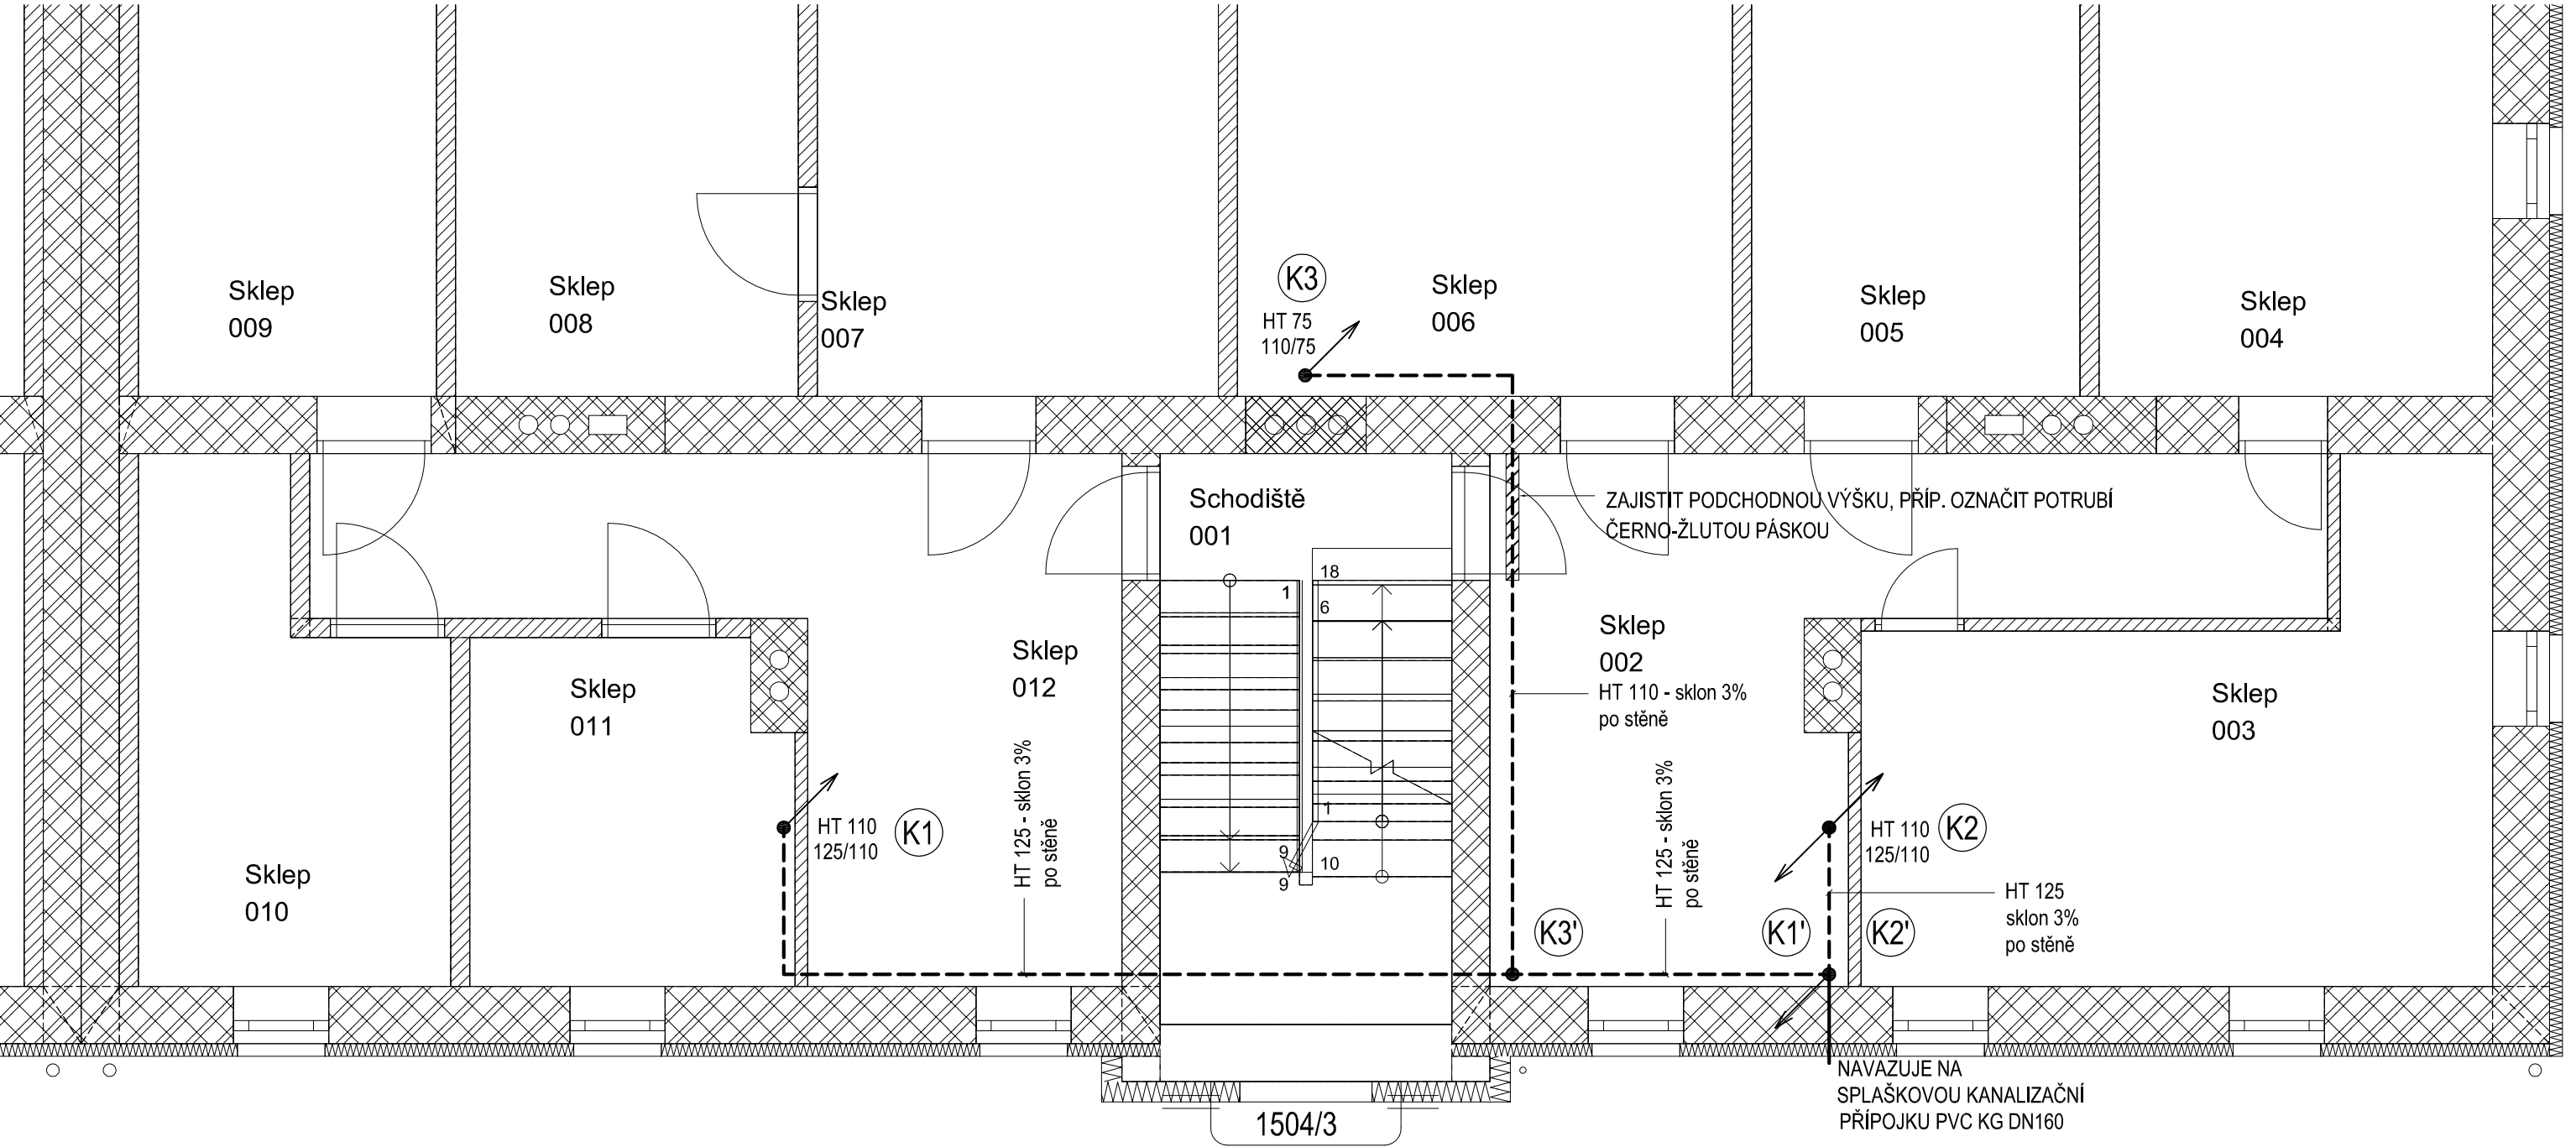 Sklep
009
Sklep
008
Sklep
007
K3
HT 75
110/75
Sklep
006
Sklep
005
Sklep
004
Schodiště
001
ZAJISTIT PODCHODNOU VÝŠKU, PŘÍP. OZNAČIT POTRUBÍ
ČERNO-ŽLUTOU PÁSKOU
1
18
6
1
9
9
10
Sklep
010
Sklep
011
Sklep
012
HT 110
125/110
K1
HT 125 - sklon 3%
po stěně
Sklep
002
HT 110 - sklon 3%
po stěně
HT 125 - sklon 3%
po stěně
Sklep
003
HT 110
125/110
K2
HT 125
sklon 3%
po stěně
K3'
K1'
K2'
NAVAZUJE NA
SPLAŠKOVOU KANALIZAČNÍ
PŘÍPOJKU PVC KG DN160
1504/3